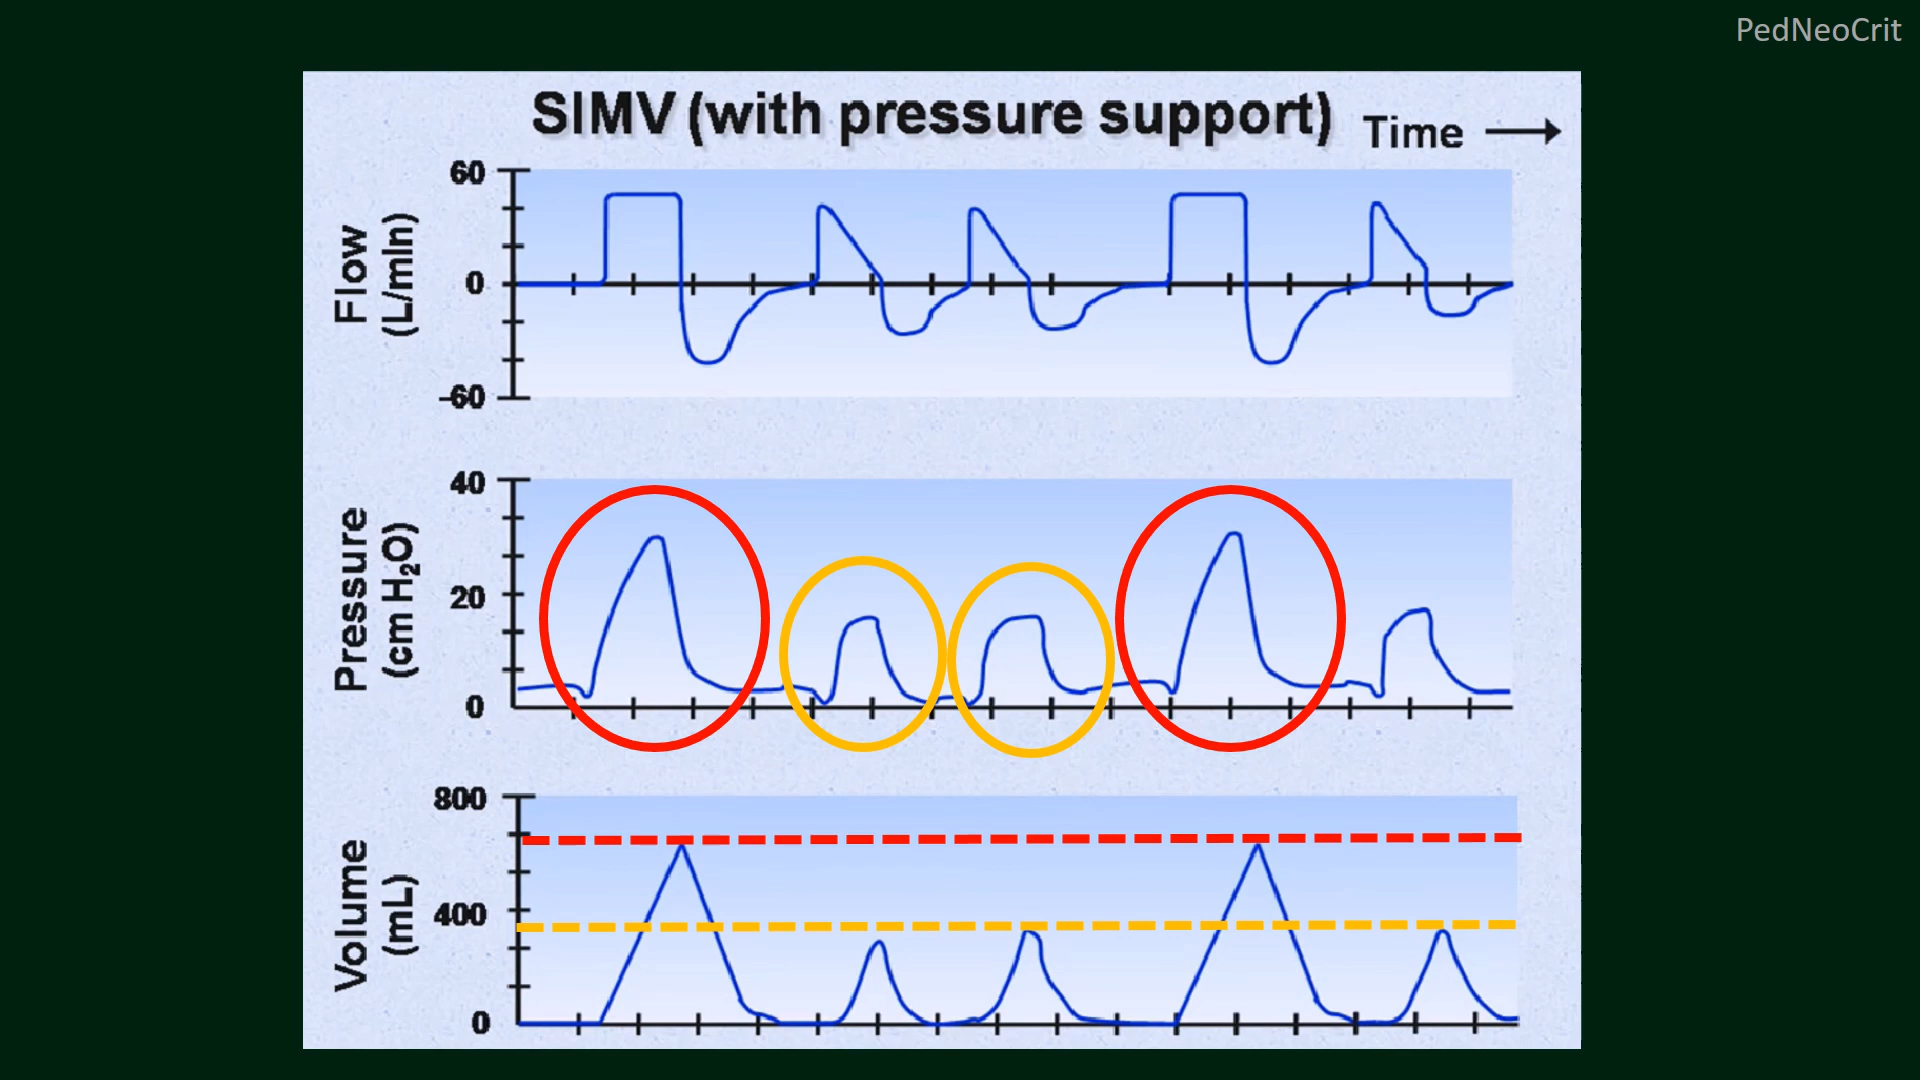 PedNeoCrit
SIMV (with pressure support)
Time
60
0
-60
Flow
(L/mIn)
40
20
0
Pressure
(cm H₂O)
800
400
0
Volume
(mL)